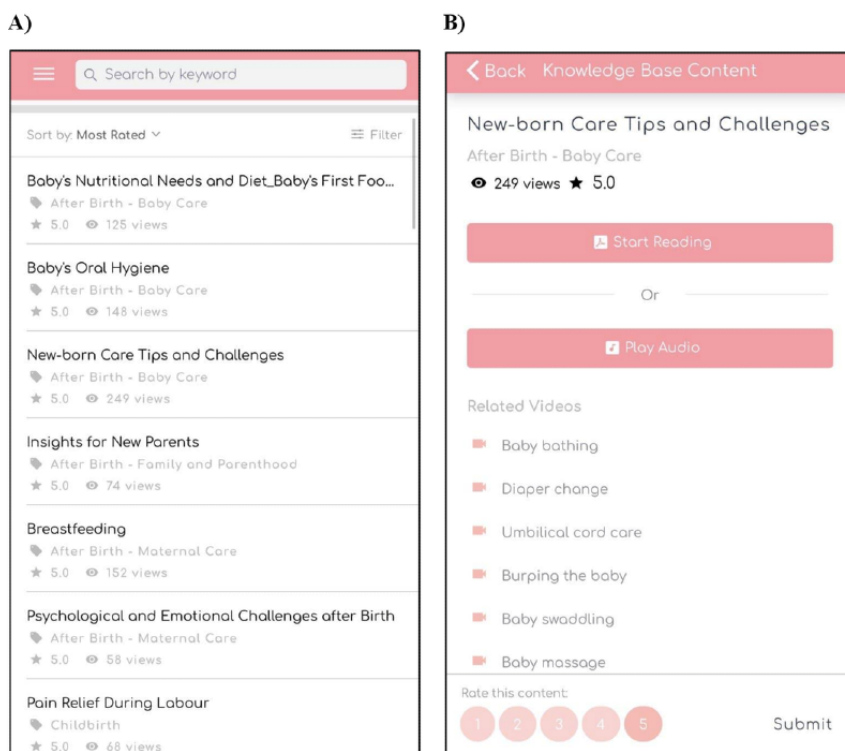 A)
Search by keyword
Sort by: Most Rated
Filter
Baby's Nutritional Needs and Diet_Baby's First Foo...
After Birth - Baby Care
5.0 125 views
Baby's Oral Hygiene
After Birth - Baby Care
5.0 148 views
New-born Care Tips and Challenges
After Birth - Baby Care
5.0 249 views
Insights for New Parents
After Birth - Family and Parenthood
5.0 74 views
Breastfeeding
After Birth - Maternal Care
5.0 152 views
Psychological and Emotional Challenges after Birth
After Birth - Maternal Care
5.0 58 views
Pain Relief During Labour
Childbirth
5.0 68 views
B)
Back Knowledge Base Content
New-born Care Tips and Challenges
After Birth - Baby Care
249 views 5.0
Start Reading
Or
Play Audio
Related Videos
Baby bathing
Diaper change
Umbilical cord care
Burping the baby
Baby swaddling
Baby massage
Rate this content:
1 2 3 4 5 Submit